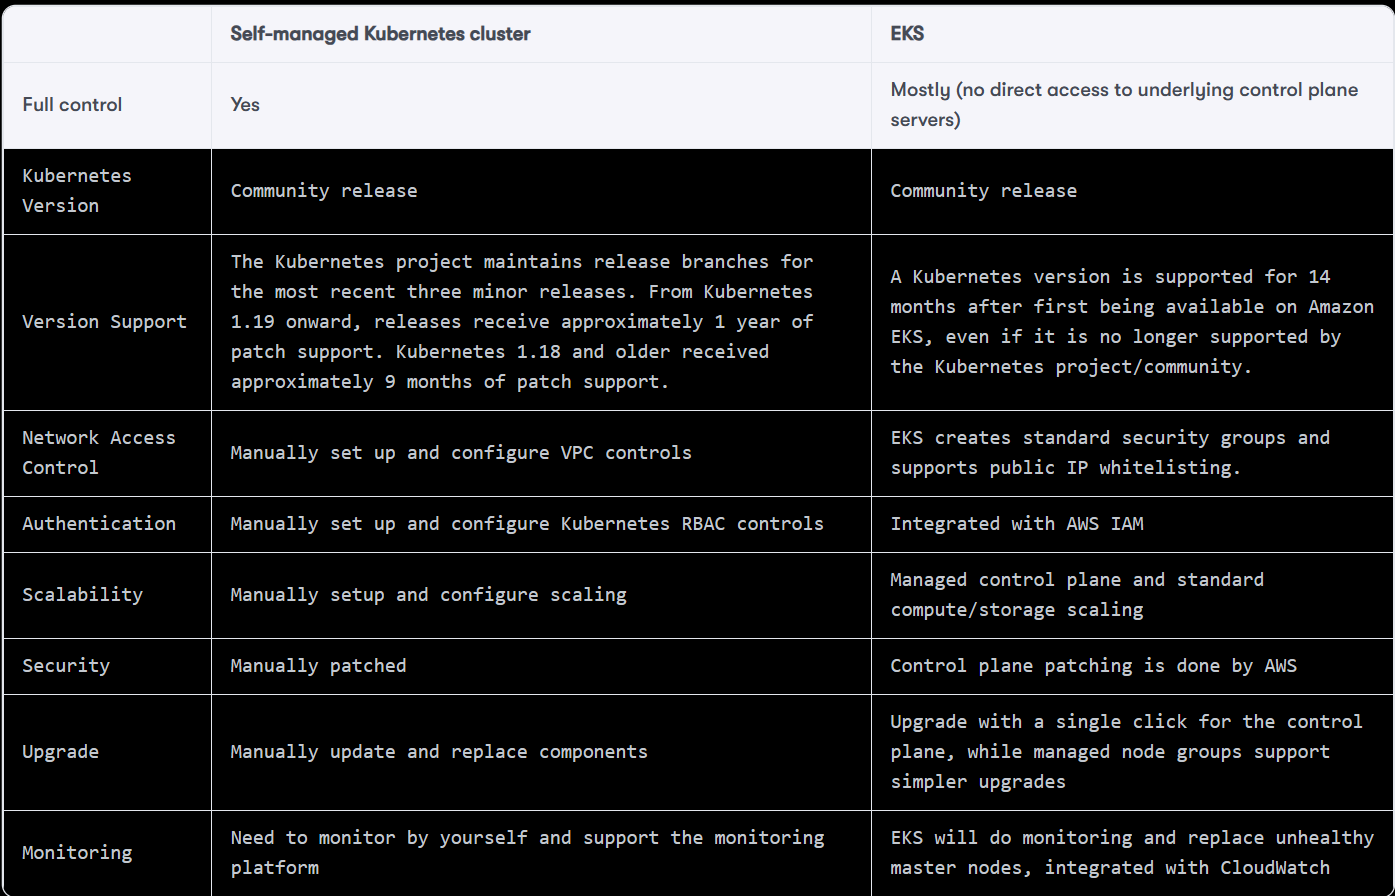 Self-managed Kubernetes cluster
EKS
Full control
Yes
Mostly (no direct access to underlying control plane
servers)
Kubernetes
Version
Community release
Community release
Version Support
The Kubernetes project maintains release branches for
the most recent three minor releases. From Kubernetes
1.19 onward, releases receive approximately 1 year of
patch support. Kubernetes 1.18 and older received
approximately 9 months of patch support.
A Kubernetes version is supported for 14
months after first being available on Amazon
EKS, even if it is no longer supported by
the Kubernetes project/community.
Network Access
Control
Manually set up and configure VPC controls
EKS creates standard security groups and
supports public IP whitelisting.
Authentication
Manually set up and configure Kubernetes RBAC controls
Integrated with AWS IAM
Scalability
Manually setup and configure scaling
Managed control plane and standard
compute/storage scaling
Security
Manually patched
Control plane patching is done by AWS
Upgrade
Manually update and replace components
Upgrade with a single click for the control
plane, while managed node groups support
simpler upgrades
Monitoring
Need to monitor by yourself and support the monitoring
platform
EKS will do monitoring and replace unhealthy
master nodes, integrated with CloudWatch